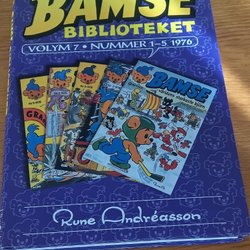 BAMSE
BIBLIOTEKET
VOLYM 7 • NUMMER 1–5 1976
BAMSE
Rune Andréasson